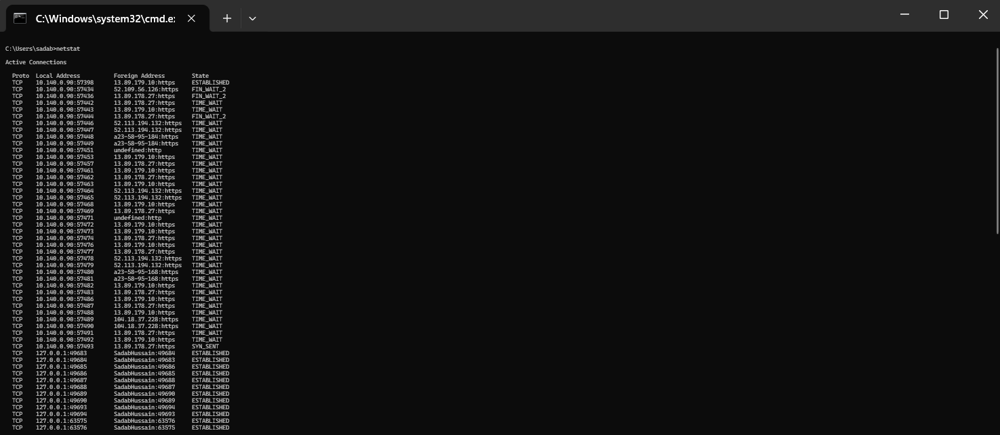 C:\Windows\system32\cmd.e
C:\Users\sadab>netstat
Active Connections
Proto  Local Address          Foreign Address        State
TCP    10.140.0.90:57398      13.89.179.10:https     ESTABLISHED
TCP    10.140.0.90:57434      52.109.56.126:https    FIN_WAIT_2
TCP    10.140.0.90:57436      13.89.178.27:https     FIN_WAIT_2
TCP    10.140.0.90:57442      13.89.178.27:https     TIME_WAIT
TCP    10.140.0.90:57443      13.89.179.10:https     TIME_WAIT
TCP    10.140.0.90:57444      13.89.178.27:https     FIN_WAIT_2
TCP    10.140.0.90:57446      52.113.194.132:https   TIME_WAIT
TCP    10.140.0.90:57447      52.113.194.132:https   TIME_WAIT
TCP    10.140.0.90:57448      a23-58-95-184:https    TIME_WAIT
TCP    10.140.0.90:57449      a23-58-95-184:https    TIME_WAIT
TCP    10.140.0.90:57451      undefined:http         TIME_WAIT
TCP    10.140.0.90:57453      13.89.179.10:https     TIME_WAIT
TCP    10.140.0.90:57457      13.89.178.27:https     TIME_WAIT
TCP    10.140.0.90:57461      13.89.179.10:https     TIME_WAIT
TCP    10.140.0.90:57462      13.89.178.27:https     TIME_WAIT
TCP    10.140.0.90:57463      13.89.179.10:https     TIME_WAIT
TCP    10.140.0.90:57464      52.113.194.132:https   TIME_WAIT
TCP    10.140.0.90:57465      52.113.194.132:https   TIME_WAIT
TCP    10.140.0.90:57468      13.89.179.10:https     TIME_WAIT
TCP    10.140.0.90:57469      13.89.178.27:https     TIME_WAIT
TCP    10.140.0.90:57471      undefined:http         TIME_WAIT
TCP    10.140.0.90:57472      13.89.179.10:https     TIME_WAIT
TCP    10.140.0.90:57473      13.89.179.10:https     TIME_WAIT
TCP    10.140.0.90:57474      13.89.178.27:https     TIME_WAIT
TCP    10.140.0.90:57476      13.89.179.10:https     TIME_WAIT
TCP    10.140.0.90:57477      13.89.178.27:https     TIME_WAIT
TCP    10.140.0.90:57478      52.113.194.132:https   TIME_WAIT
TCP    10.140.0.90:57479      52.113.194.132:https   TIME_WAIT
TCP    10.140.0.90:57480      a23-58-95-168:https    TIME_WAIT
TCP    10.140.0.90:57481      a23-58-95-168:https    TIME_WAIT
TCP    10.140.0.90:57482      13.89.179.10:https     TIME_WAIT
TCP    10.140.0.90:57483      13.89.178.27:https     TIME_WAIT
TCP    10.140.0.90:57486      13.89.179.10:https     TIME_WAIT
TCP    10.140.0.90:57487      13.89.178.27:https     TIME_WAIT
TCP    10.140.0.90:57488      13.89.179.10:https     TIME_WAIT
TCP    10.140.0.90:57489      104.18.37.228:https    TIME_WAIT
TCP    10.140.0.90:57490      104.18.37.228:https    TIME_WAIT
TCP    10.140.0.90:57491      13.89.178.27:https     TIME_WAIT
TCP    10.140.0.90:57492      13.89.179.10:https     TIME_WAIT
TCP    10.140.0.90:57493      13.89.178.27:https     SYN_SENT
TCP    127.0.0.1:49683        SadabHussain:49684     ESTABLISHED
TCP    127.0.0.1:49684        SadabHussain:49683     ESTABLISHED
TCP    127.0.0.1:49685        SadabHussain:49686     ESTABLISHED
TCP    127.0.0.1:49686        SadabHussain:49685     ESTABLISHED
TCP    127.0.0.1:49687        SadabHussain:49688     ESTABLISHED
TCP    127.0.0.1:49688        SadabHussain:49687     ESTABLISHED
TCP    127.0.0.1:49689        SadabHussain:49690     ESTABLISHED
TCP    127.0.0.1:49690        SadabHussain:49689     ESTABLISHED
TCP    127.0.0.1:49693        SadabHussain:49694     ESTABLISHED
TCP    127.0.0.1:49694        SadabHussain:49693     ESTABLISHED
TCP    127.0.0.1:63575        SadabHussain:63576     ESTABLISHED
TCP    127.0.0.1:63576        SadabHussain:63575     ESTABLISHED